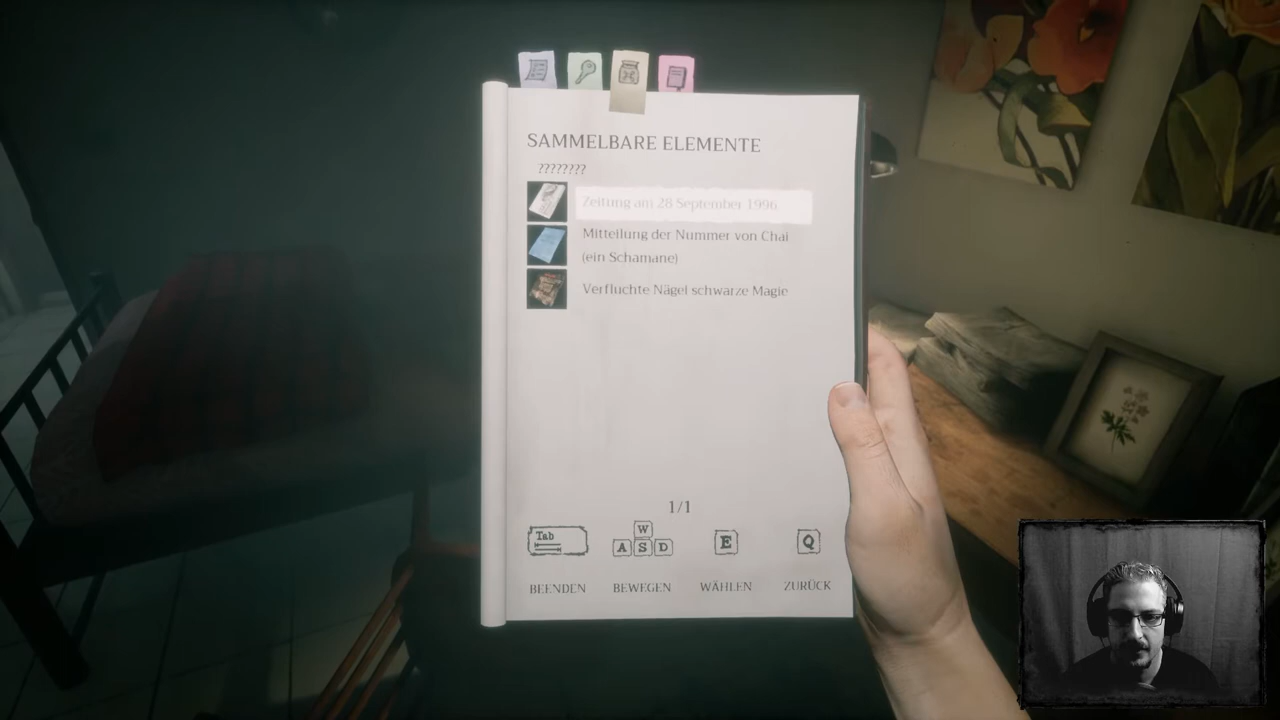 SAMMELBARE ELEMENTE
????????
Zeitung am 28 September 1996
Mitteilung der Nummer von Chai
(ein Schamane)
Verfluchte Nägel schwarze Magie
1/1
Tab
W
A S D
E
Q
BEENDEN
BEWEGEN
WÄHLEN
ZURÜCK